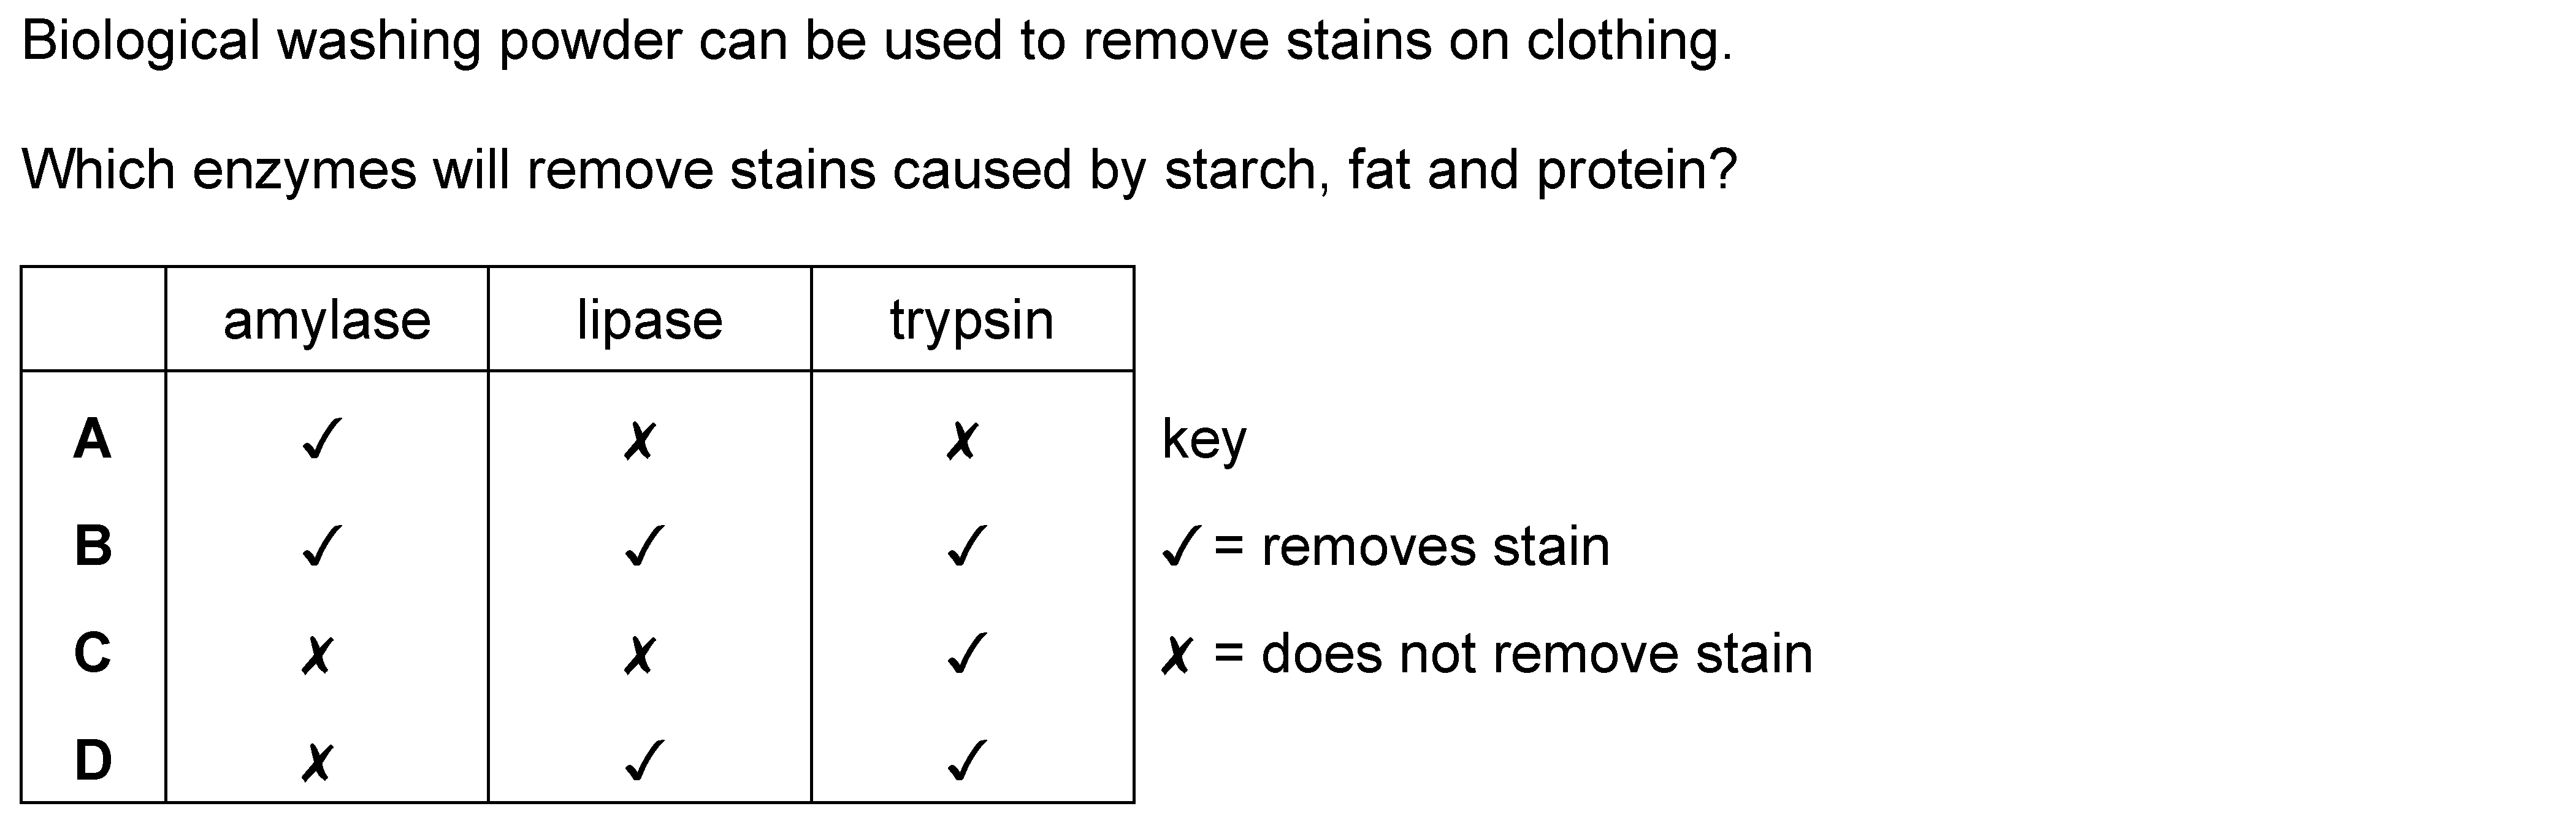 Biological washing powder can be used to remove stains on clothing.
Which enzymes will remove stains caused by starch, fat and protein?
amylase lipase trypsin
A ✓ ✗ ✗ key
B ✓ ✓ ✓ ✓ = removes stain
C ✗ ✗ ✓ ✗ = does not remove stain
D ✗ ✓ ✓